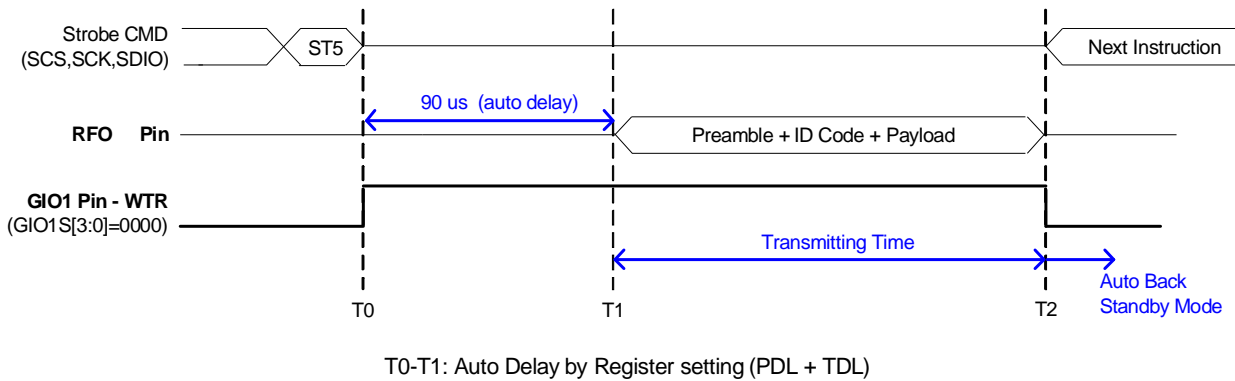 Strobe CMD
(SCS,SCK,SDIO)
ST5
Next Instruction
90 us (auto delay)
RFO Pin
Preamble + ID Code + Payload
GIO1 Pin - WTR
(GIO1S[3:0]=0000)
Transmitting Time
Auto Back
Standby Mode
T0
T1
T2
T0-T1: Auto Delay by Register setting (PDL + TDL)